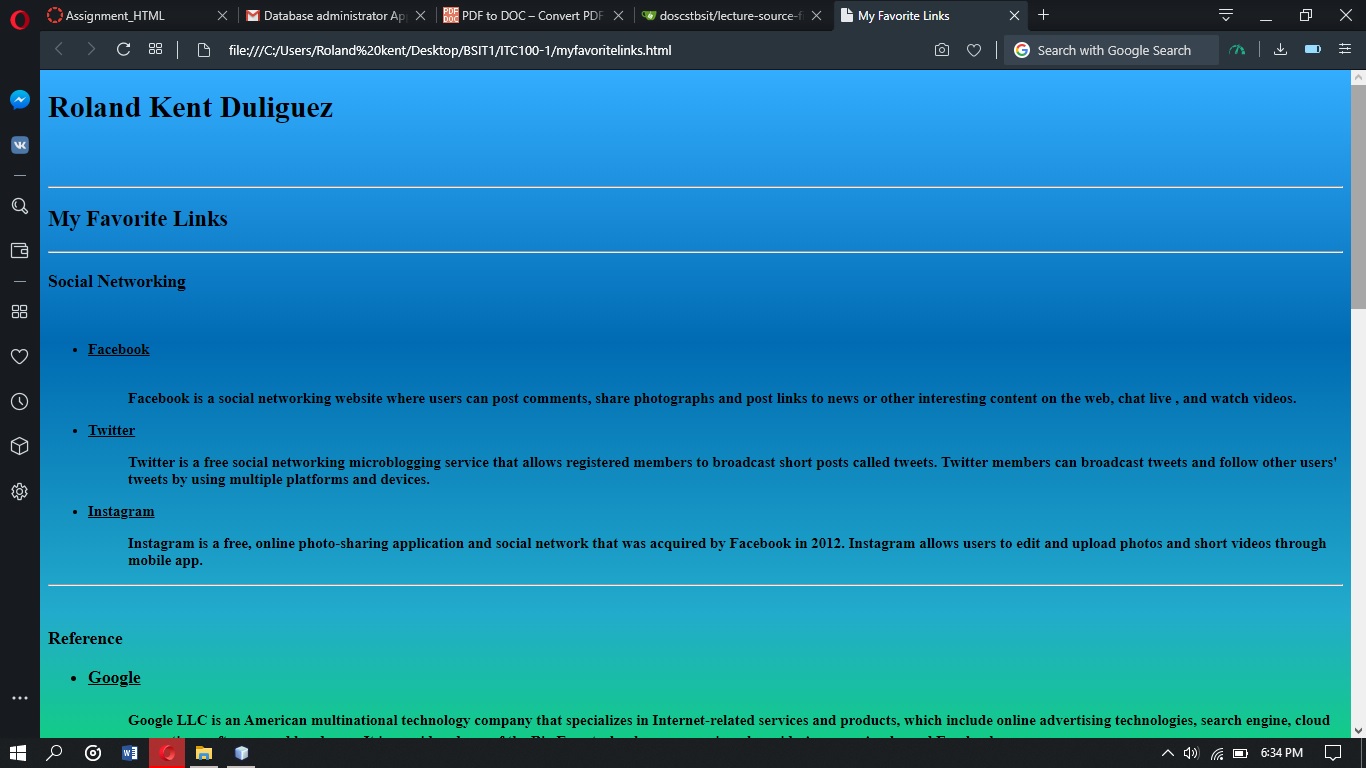 Assignment_HTML
Database administrator Ap
PDF to DOC – Convert PDF
doscstbsit/lecture-source-fi
My Favorite Links
file:///C:/Users/Roland%20kent/Desktop/BSIT1/ITC100-1/myfavoritelinks.html
Search with Google Search
Roland Kent Duliguez
My Favorite Links
Social Networking
• Facebook
Facebook is a social networking website where users can post comments, share photographs and post links to news or other interesting content on the web, chat live , and watch videos.
• Twitter
Twitter is a free social networking microblogging service that allows registered members to broadcast short posts called tweets. Twitter members can broadcast tweets and follow other users'
tweets by using multiple platforms and devices.
• Instagram
Instagram is a free, online photo-sharing application and social network that was acquired by Facebook in 2012. Instagram allows users to edit and upload photos and short videos through
mobile app.
Reference
• Google
Google LLC is an American multinational technology company that specializes in Internet-related services and products, which include online advertising technologies, search engine, cloud
6:34 PM